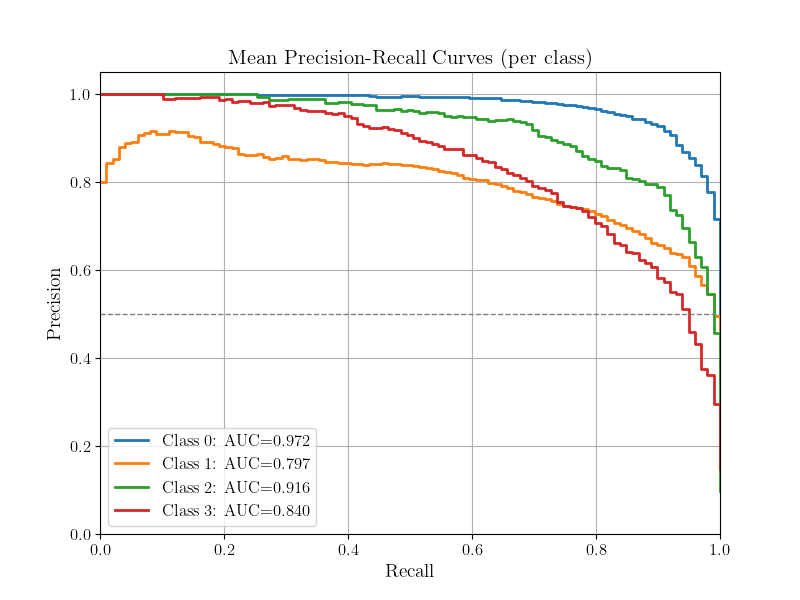 Mean Precision-Recall Curves (per class)
1.0
0.8
0.6
0.4
0.2
0.0
Precision
Class 0: AUC=0.972
Class 1: AUC=0.797
Class 2: AUC=0.916
Class 3: AUC=0.840
0.0 0.2 0.4 0.6 0.8 1.0
Recall